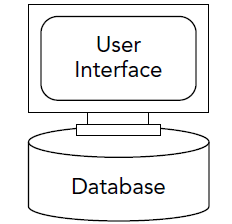 User
Interface
Database